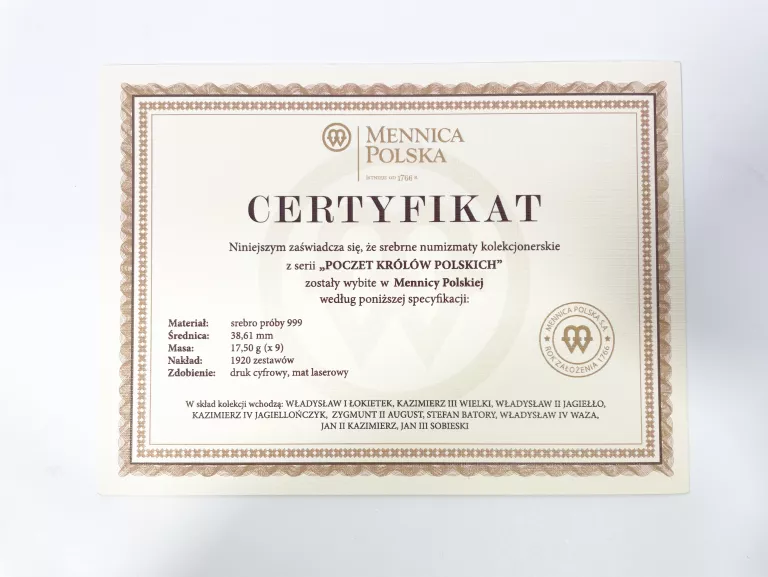 MENNICA
POLSKA
ISTNIEJE OD 1766 R.
CERTYFIKAT
Niniejszym zaświadcza się, że srebrne numizmaty kolekcjonerskie
z serii „POCZET KRÓLÓW POLSKICH”
zostały wybite w Mennicy Polskiej
według poniższej specyfikacji:
Materiał: srebro próby 999
Średnica: 38,61 mm
Masa: 17,50 g (x 9)
Nakład: 1920 zestawów
Zdobienie: druk cyfrowy, mat laserowy
MENNICA POLSKA S.A.
ROK ZAŁOŻENIA 1766
W skład kolekcji wchodzą: WŁADYSŁAW I ŁOKIETEK, KAZIMIERZ III WIELKI, WŁADYSŁAW II JAGIEŁŁO,
KAZIMIERZ IV JAGIELLOŃCZYK, ZYGMUNT II AUGUST, STEFAN BATORY, WŁADYSŁAW IV WAZA,
JAN II KAZIMIERZ, JAN III SOBIESKI